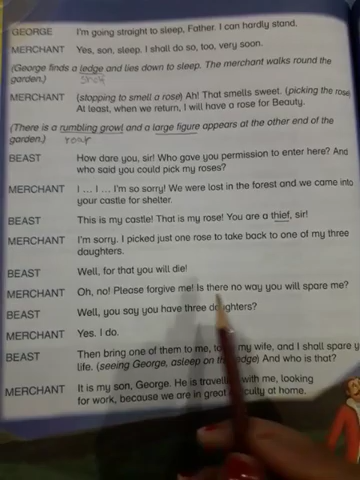 GEORGE I'm going straight to sleep, Father. I can hardly stand.
MERCHANT Yes, son, sleep. I shall do so, too, very soon.
(George finds a ledge and lies down to sleep. The merchant walks round the
garden.)
MERCHANT (stopping to smell a rose) Ah! That smells sweet. (picking the rose
At least, when we return, I will have a rose for Beauty.
(There is a rumbling growl and a large figure appears at the other end of the
garden.) roar
BEAST How dare you, sir! Who gave you permission to enter here? And
who said you could pick my roses?
MERCHANT I ... I ... I'm so sorry! We were lost in the forest and we came into
your castle for shelter.
BEAST This is my castle! That is my rose! You are a thief, sir!
MERCHANT I'm sorry. I picked just one rose to take back to one of my three
daughters.
BEAST Well, for that you will die!
MERCHANT Oh, no! Please forgive me! Is there no way you will spare me?
BEAST Well, you say you have three daughters?
MERCHANT Yes. I do.
BEAST Then bring one of them to me, my wife, and I shall spare
life. (seeing George, asleep on And who is that?
MERCHANT It is my son, George. He is travelling with me, looking
for work, because we are in great at home.